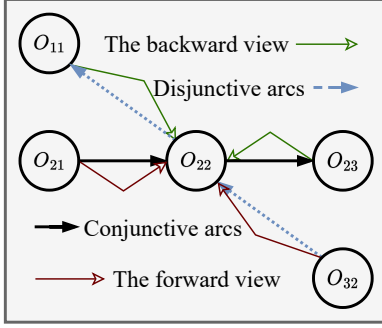 O11 The backward view
Disjunctive arcs
O21 O22 O23
Conjunctive arcs
The forward view
O32